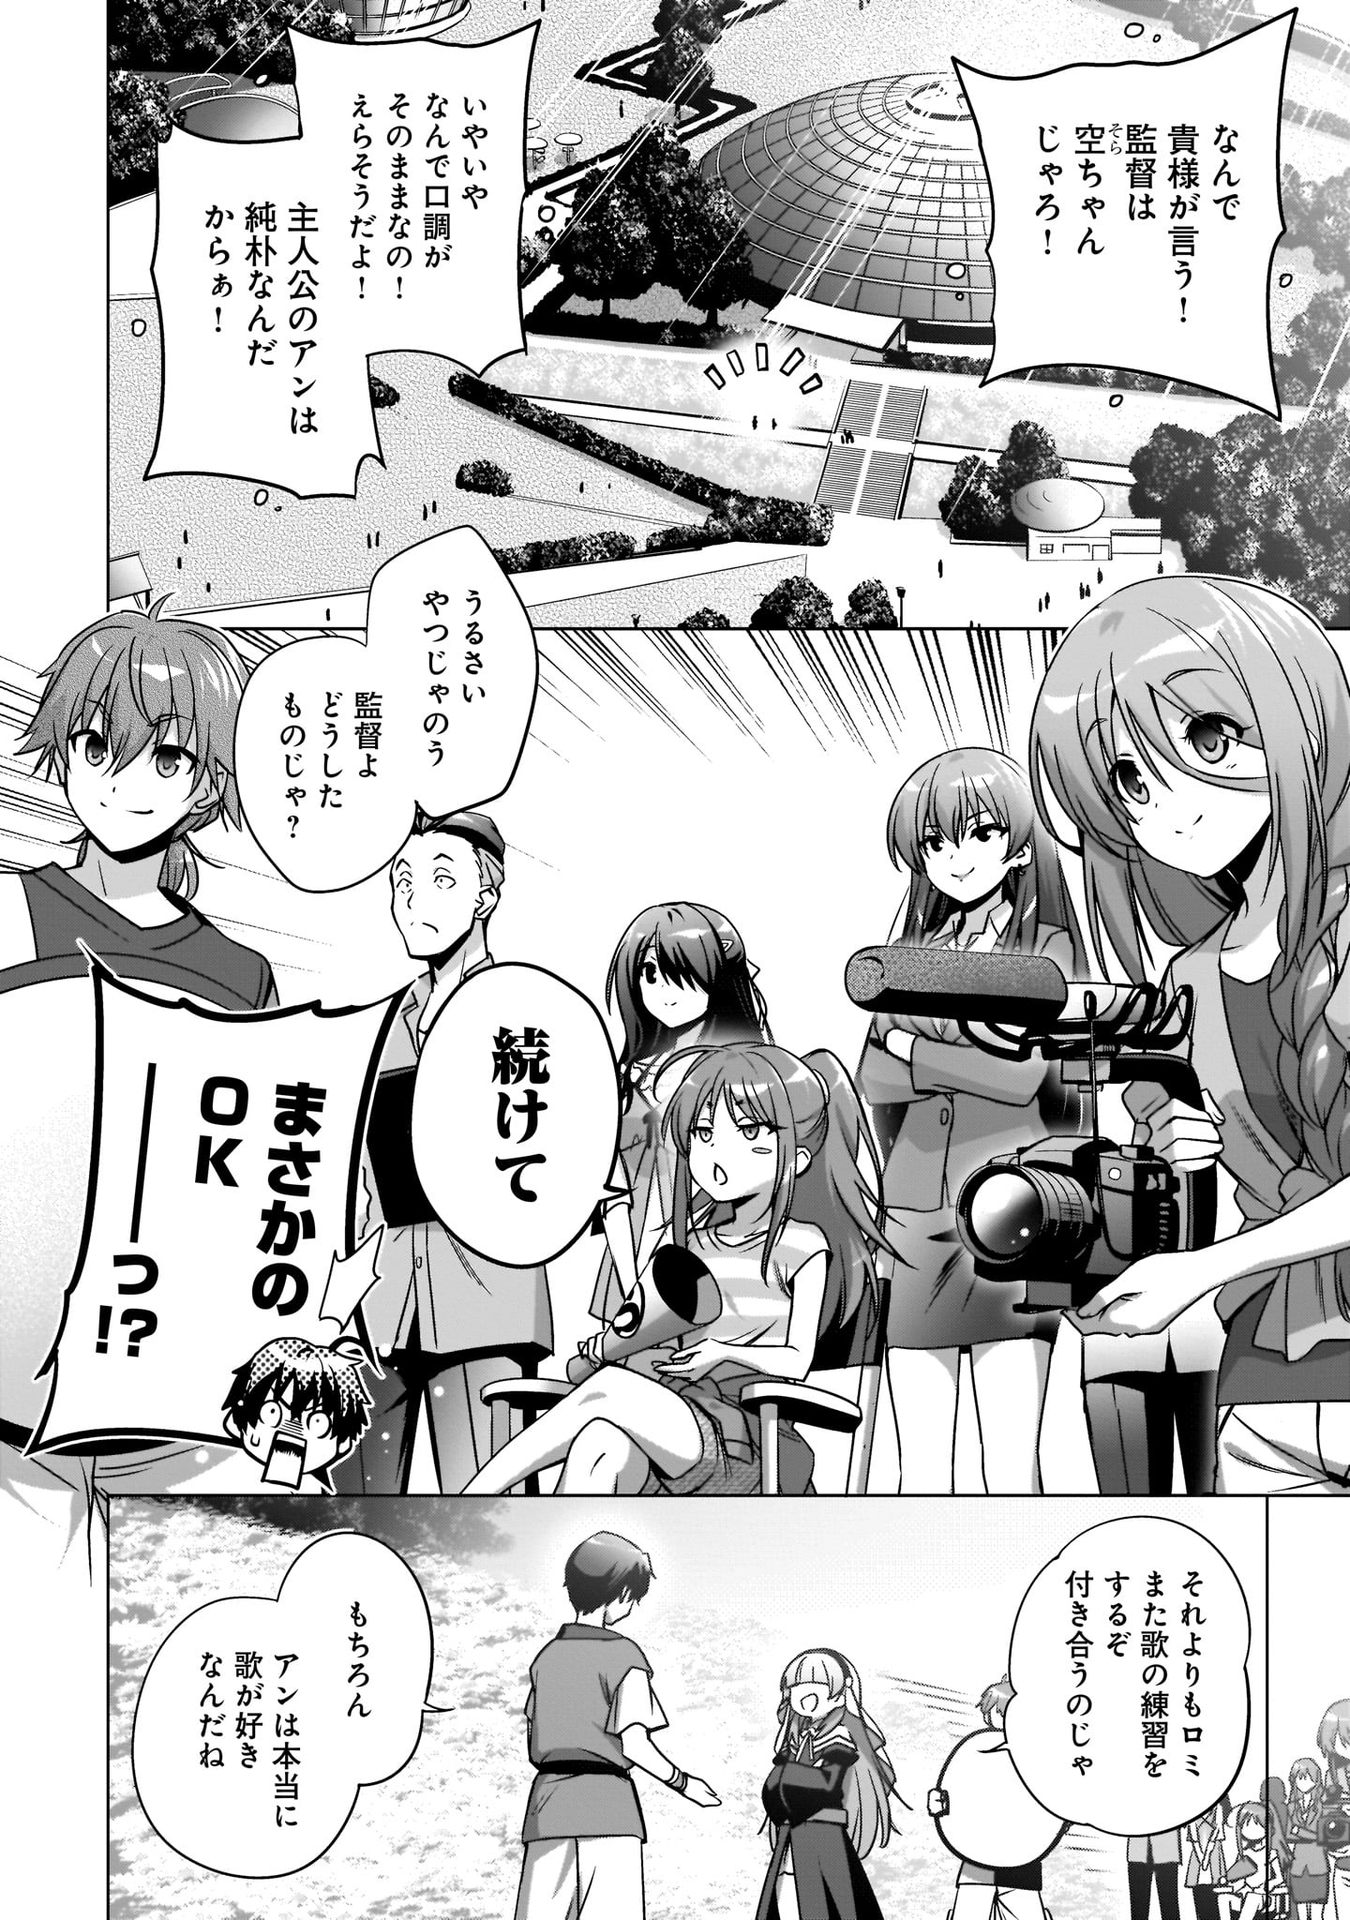 なんで
貴様が言う！
監督は
空ちゃん
そら
じゃろ！
いやいや
なんで口調が
そのままなの！
えらそうだよ！
主人公のアンは
純朴なんだ
からぁ！
うるさい
やつじゃのう
監督よ
どうした
ものじゃ？
続けて
まさかの
OK
――っ!?
それよりもロミ
また歌の練習を
するぞ
付き合うのじゃ
もちろん
アンは本当に
歌が好き
なんだね